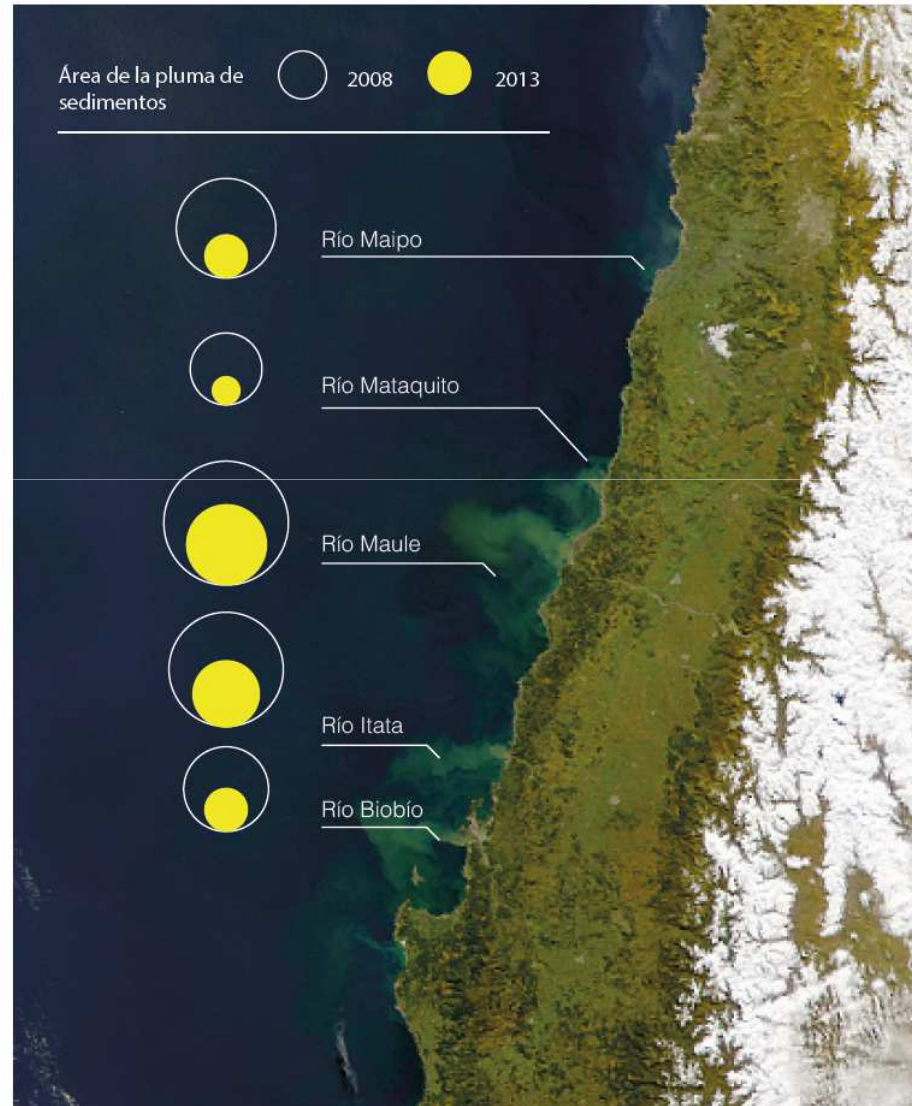 Área de la pluma de
sedimentos
2008
2013
Río Maipo
Río Mataquito
Río Maule
Río Itata
Río Biobío